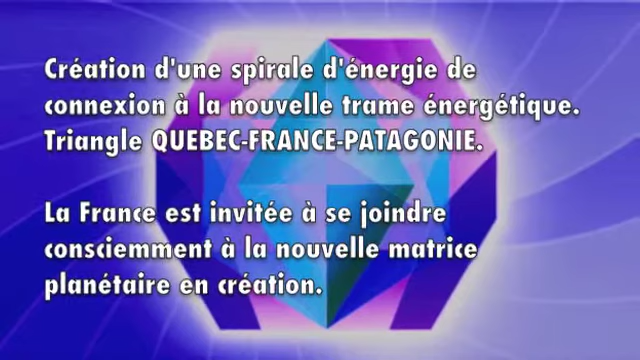 Création d'une spirale d'énergie de
connexion à la nouvelle trame énergétique.
Triangle QUEBEC-FRANCE-PATAGONIE.
La France est invitée à se joindre
consciemment à la nouvelle matrice
planétaire en création.